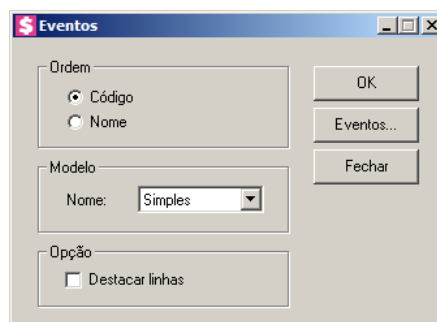 Eventos
Ordem
Código
Nome
Modelo
Nome:
Simples
Opção
Destacar linhas
OK
Eventos...
Fechar